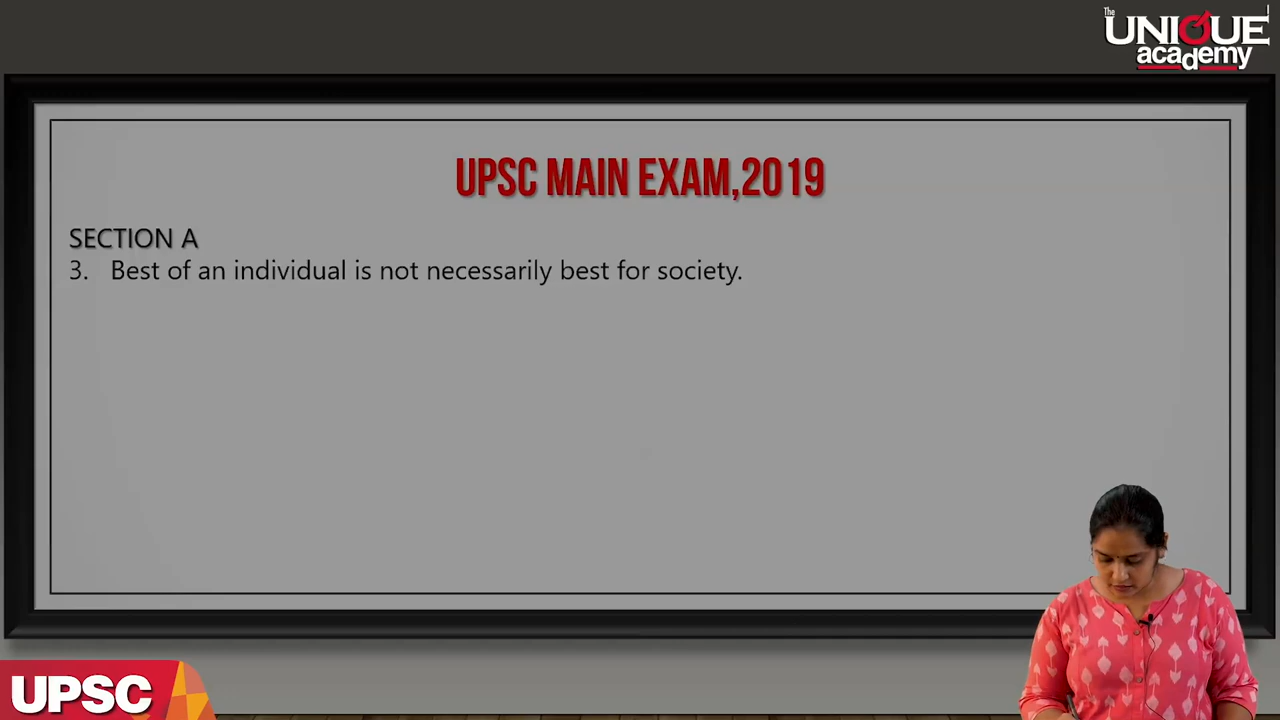 The
UNIQUE
academy
UPSC MAIN EXAM,2019
SECTION A
3. Best of an individual is not necessarily best for society.
UPSC